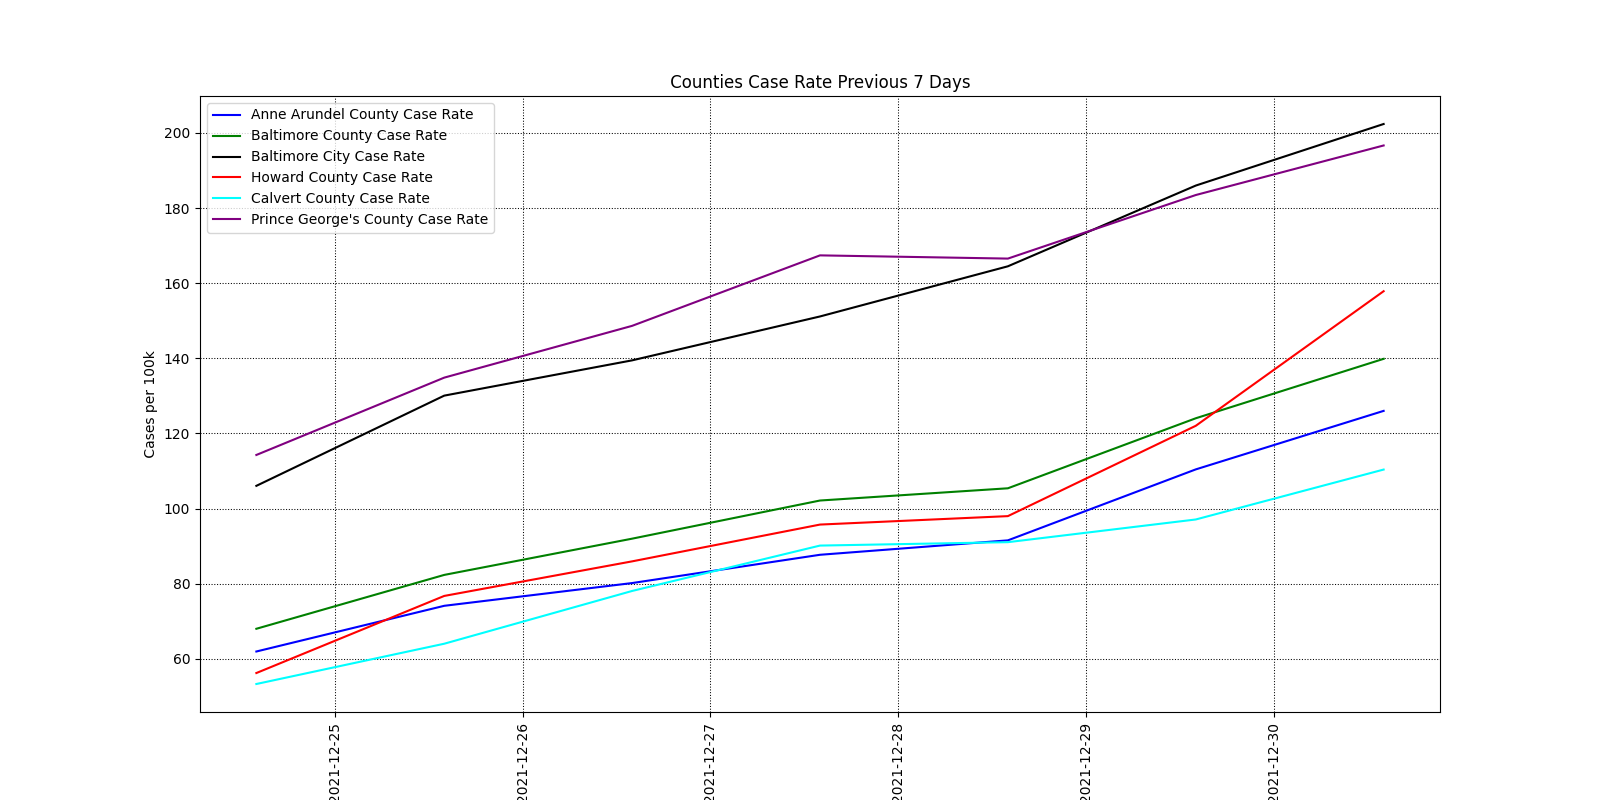 Counties Case Rate Previous 7 Days
Anne Arundel County Case Rate
Baltimore County Case Rate
Baltimore City Case Rate
Howard County Case Rate
Calvert County Case Rate
Prince George's County Case Rate
Cases per 100k
200
180
160
140
120
100
80
60
2021-12-25
2021-12-26
2021-12-27
2021-12-28
2021-12-29
2021-12-30